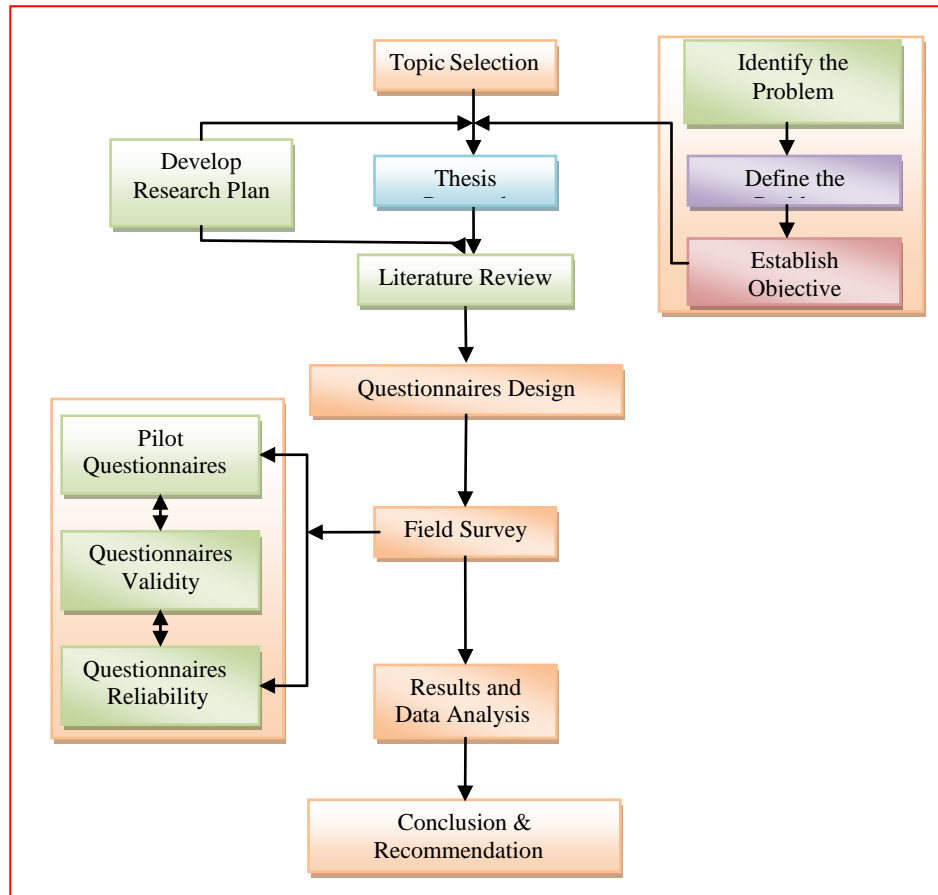 Topic Selection
Identify the
Problem
Develop
Research Plan
Thesis
Define the
Establish
Objective
Literature Review
Questionnaires Design
Pilot
Questionnaires
Field Survey
Questionnaires
Validity
Questionnaires
Reliability
Results and
Data Analysis
Conclusion &
Recommendation